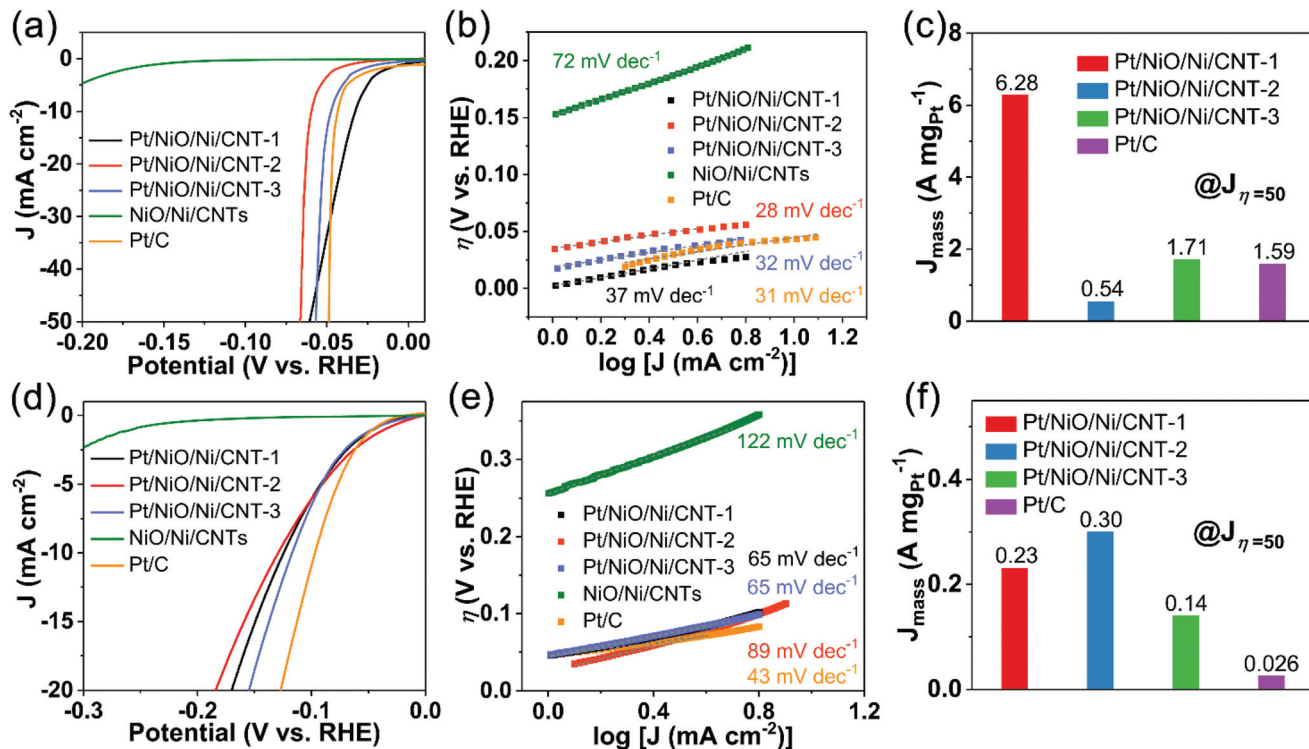 (a)
0
-10
-20
-30
-40
-50
J (mA cm⁻²)
Pt/NiO/Ni/CNT-1
Pt/NiO/Ni/CNT-2
Pt/NiO/Ni/CNT-3
NiO/Ni/CNTs
Pt/C
-0.20 -0.15 -0.10 -0.05 0.00
Potential (V vs. RHE)
(b)
0.20
0.15
0.10
0.05
0.00
η (V vs. RHE)
72 mV dec⁻¹
Pt/NiO/Ni/CNT-1
Pt/NiO/Ni/CNT-2
Pt/NiO/Ni/CNT-3
NiO/Ni/CNTs
Pt/C
28 mV dec⁻¹
32 mV dec⁻¹
37 mV dec⁻¹
31 mV dec⁻¹
0.0 0.2 0.4 0.6 0.8 1.0 1.2
log [J (mA cm⁻²)]
(c)
8
6
4
2
0
J_mass (A mg_Pt⁻¹)
Pt/NiO/Ni/CNT-1
Pt/NiO/Ni/CNT-2
Pt/NiO/Ni/CNT-3
Pt/C
@J_η=50
6.28
0.54
1.71
1.59
(d)
0
-5
-10
-15
-20
J (mA cm⁻²)
Pt/NiO/Ni/CNT-1
Pt/NiO/Ni/CNT-2
Pt/NiO/Ni/CNT-3
NiO/Ni/CNTs
Pt/C
-0.3 -0.2 -0.1 0.0
Potential (V vs. RHE)
(e)
0.3
0.2
0.1
0.0
η (V vs. RHE)
122 mV dec⁻¹
Pt/NiO/Ni/CNT-1
Pt/NiO/Ni/CNT-2
Pt/NiO/Ni/CNT-3
NiO/Ni/CNTs
Pt/C
65 mV dec⁻¹
65 mV dec⁻¹
89 mV dec⁻¹
43 mV dec⁻¹
0.0 0.4 0.8 1.2
log [J (mA cm⁻²)]
(f)
0.4
0.2
0.0
J_mass (A mg_Pt⁻¹)
Pt/NiO/Ni/CNT-1
Pt/NiO/Ni/CNT-2
Pt/NiO/Ni/CNT-3
Pt/C
@J_η=50
0.23
0.30
0.14
0.026